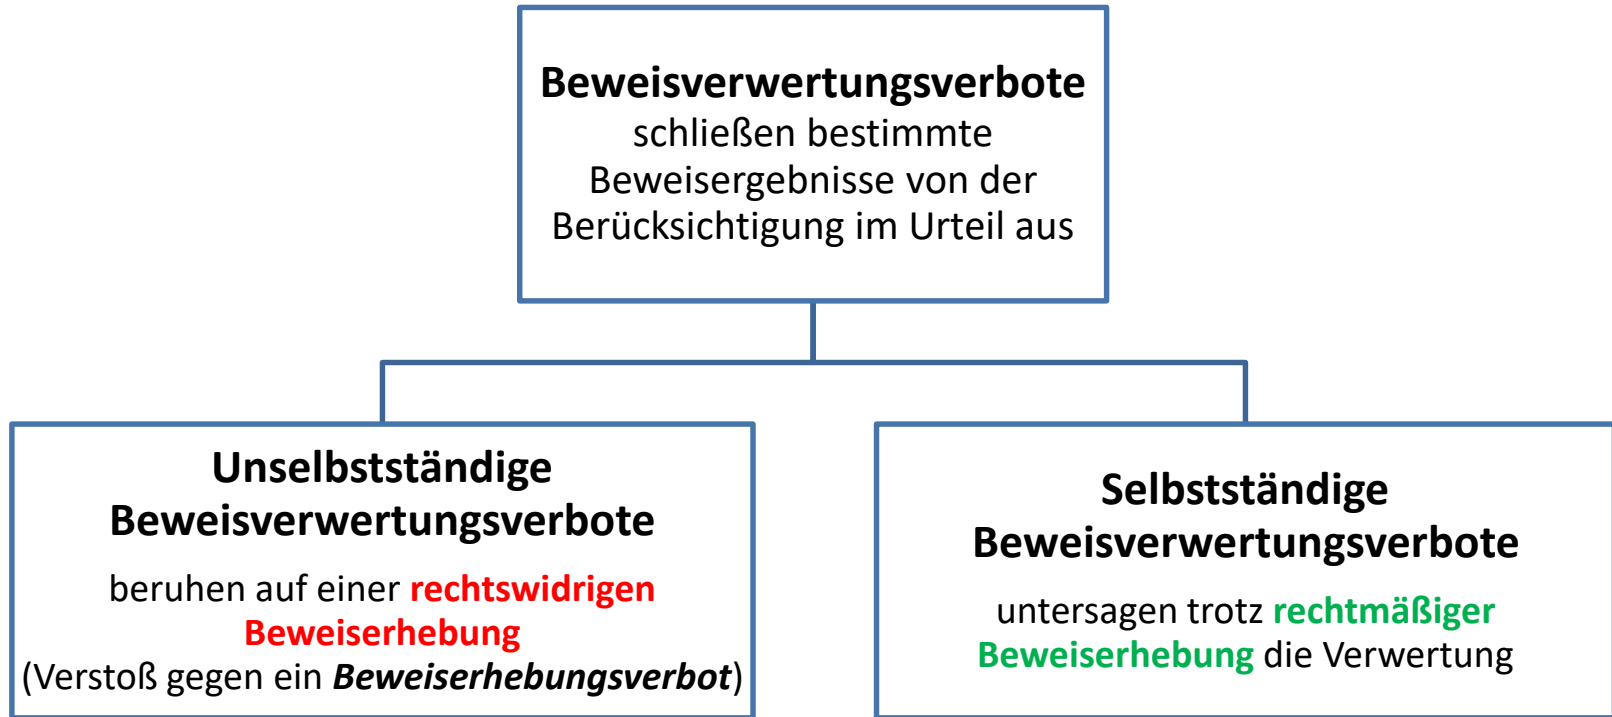 Beweisverwertungsverbote
schließen bestimmte
Beweisergebnisse von der
Berücksichtigung im Urteil aus
Unselbstständige
Beweisverwertungsverbote
beruhen auf einer rechtswidrigen
Beweiserhebung
(Verstoß gegen ein Beweiserhebungsverbot)
Selbstständige
Beweisverwertungsverbote
untersagen trotz rechtmäßiger
Beweiserhebung die Verwertung